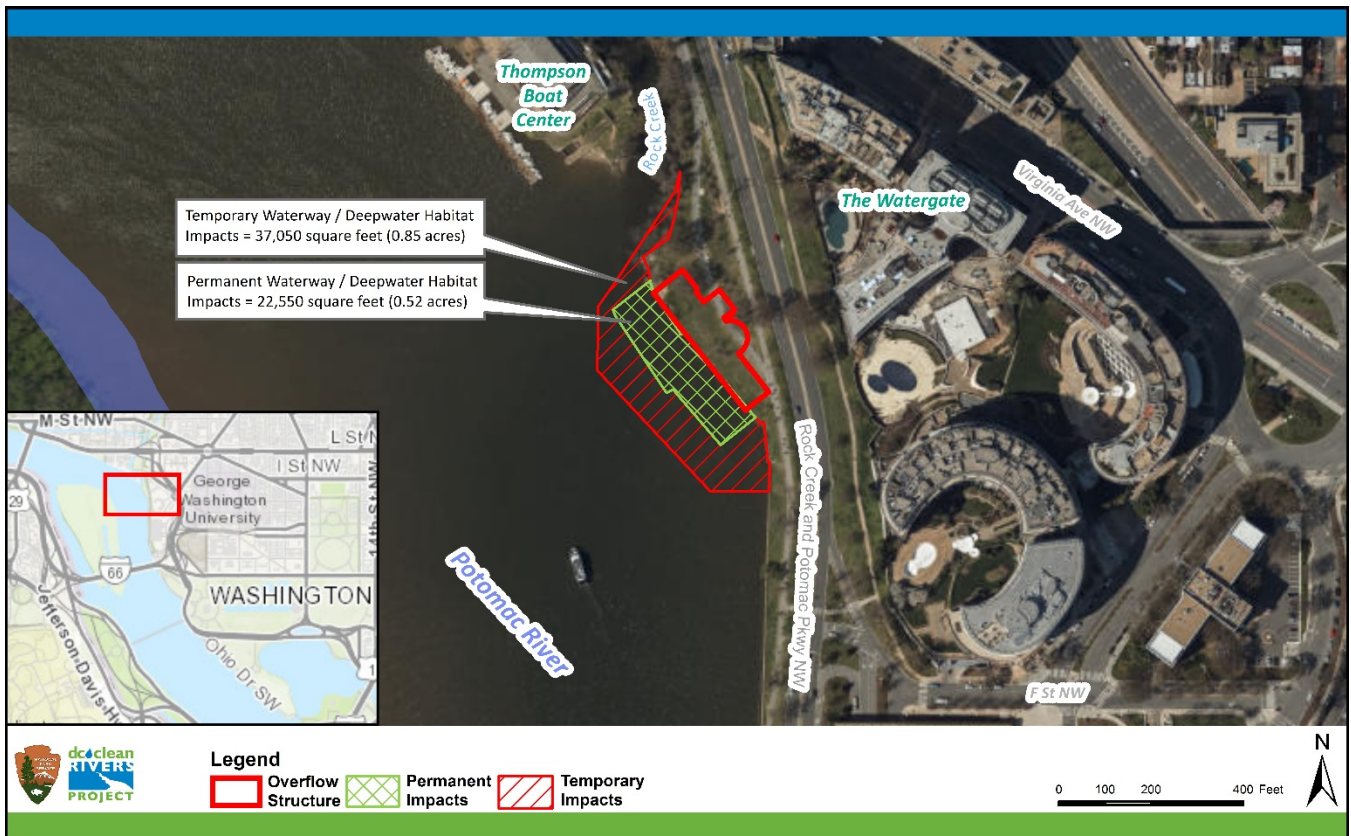 Thompson
Boat
Center
Rock Creek
Temporary Waterway / Deepwater Habitat
Impacts = 37,050 square feet (0.85 acres)
Permanent Waterway / Deepwater Habitat
Impacts = 22,550 square feet (0.52 acres)
The Watergate
Virginia Ave NW
Rock Creek and Potomac Pkwy NW
Potomac River
F St NW
M-St-NW
L St N
I St NW
George
Washington
University
29
66
14th St-NW
WASHINGTON
Jefferson-Davis-H
Ohio Dr-SW
1
dc clean
RIVERS
PROJECT
Legend
Overflow
Structure
Permanent
Impacts
Temporary
Impacts
0 100 200 400 Feet
N